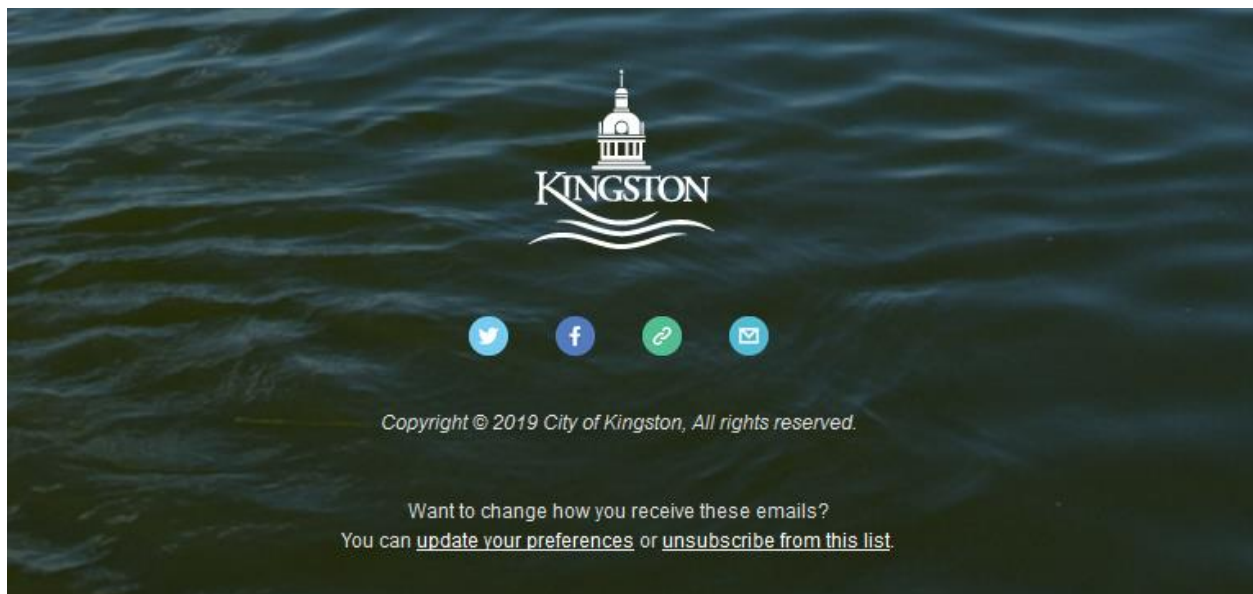 KINGSTON
Copyright © 2019 City of Kingston, All rights reserved.
Want to change how you receive these emails?
You can update your preferences or unsubscribe from this list.